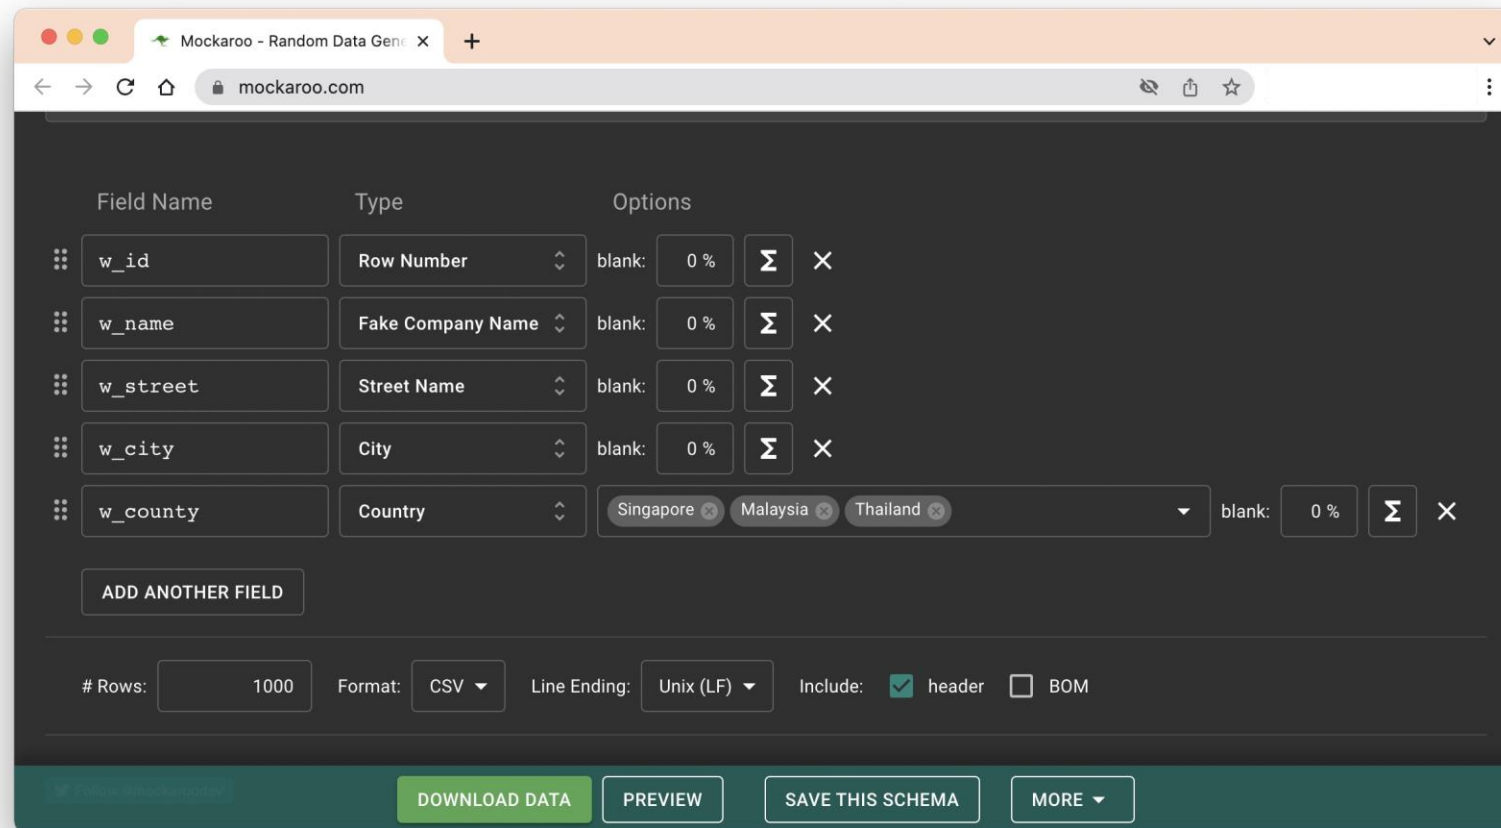 Mockaroo - Random Data Gene
mockaroo.com
Field Name Type Options
w_id Row Number blank: 0 % Σ
w_name Fake Company Name blank: 0 % Σ
w_street Street Name blank: 0 % Σ
w_city City blank: 0 % Σ
w_county Country Singapore Malaysia Thailand blank: 0 % Σ
ADD ANOTHER FIELD
# Rows: 1000 Format: CSV Line Ending: Unix (LF) Include: header BOM
Follow @mockaroodev
DOWNLOAD DATA PREVIEW SAVE THIS SCHEMA MORE